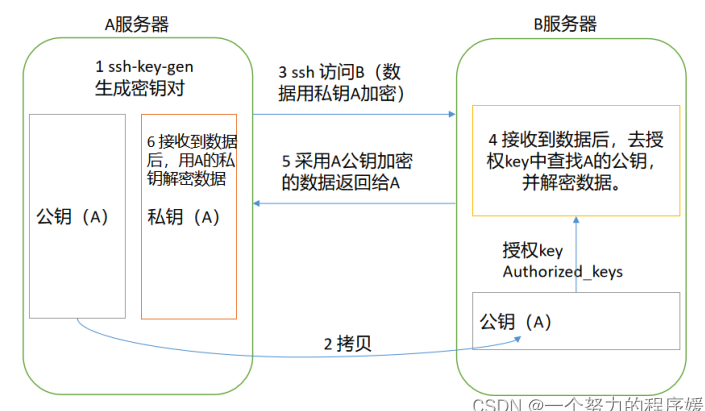 A服务器
B服务器
1 ssh-key-gen
生成密钥对
3 ssh 访问B（数
据用私钥A加密）
6 接收到数据
后，用A的私
钥解密数据
公钥（A）
私钥（A）
5 采用A公钥加密
的数据返回给A
4 接收到数据后，去授
权key中查找A的公钥，
并解密数据。
授权key
Authorized_keys
公钥（A）
2 拷贝
CSDN @一个努力的程序媛